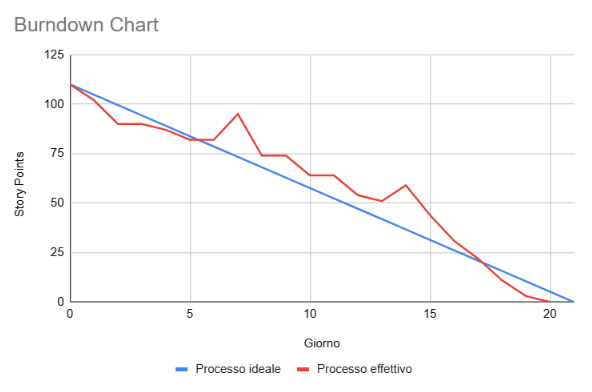 Burndown Chart
125
100
75
50
25
0
Story Points
0 5 10 15 20
Giorno
Processo ideale Processo effettivo